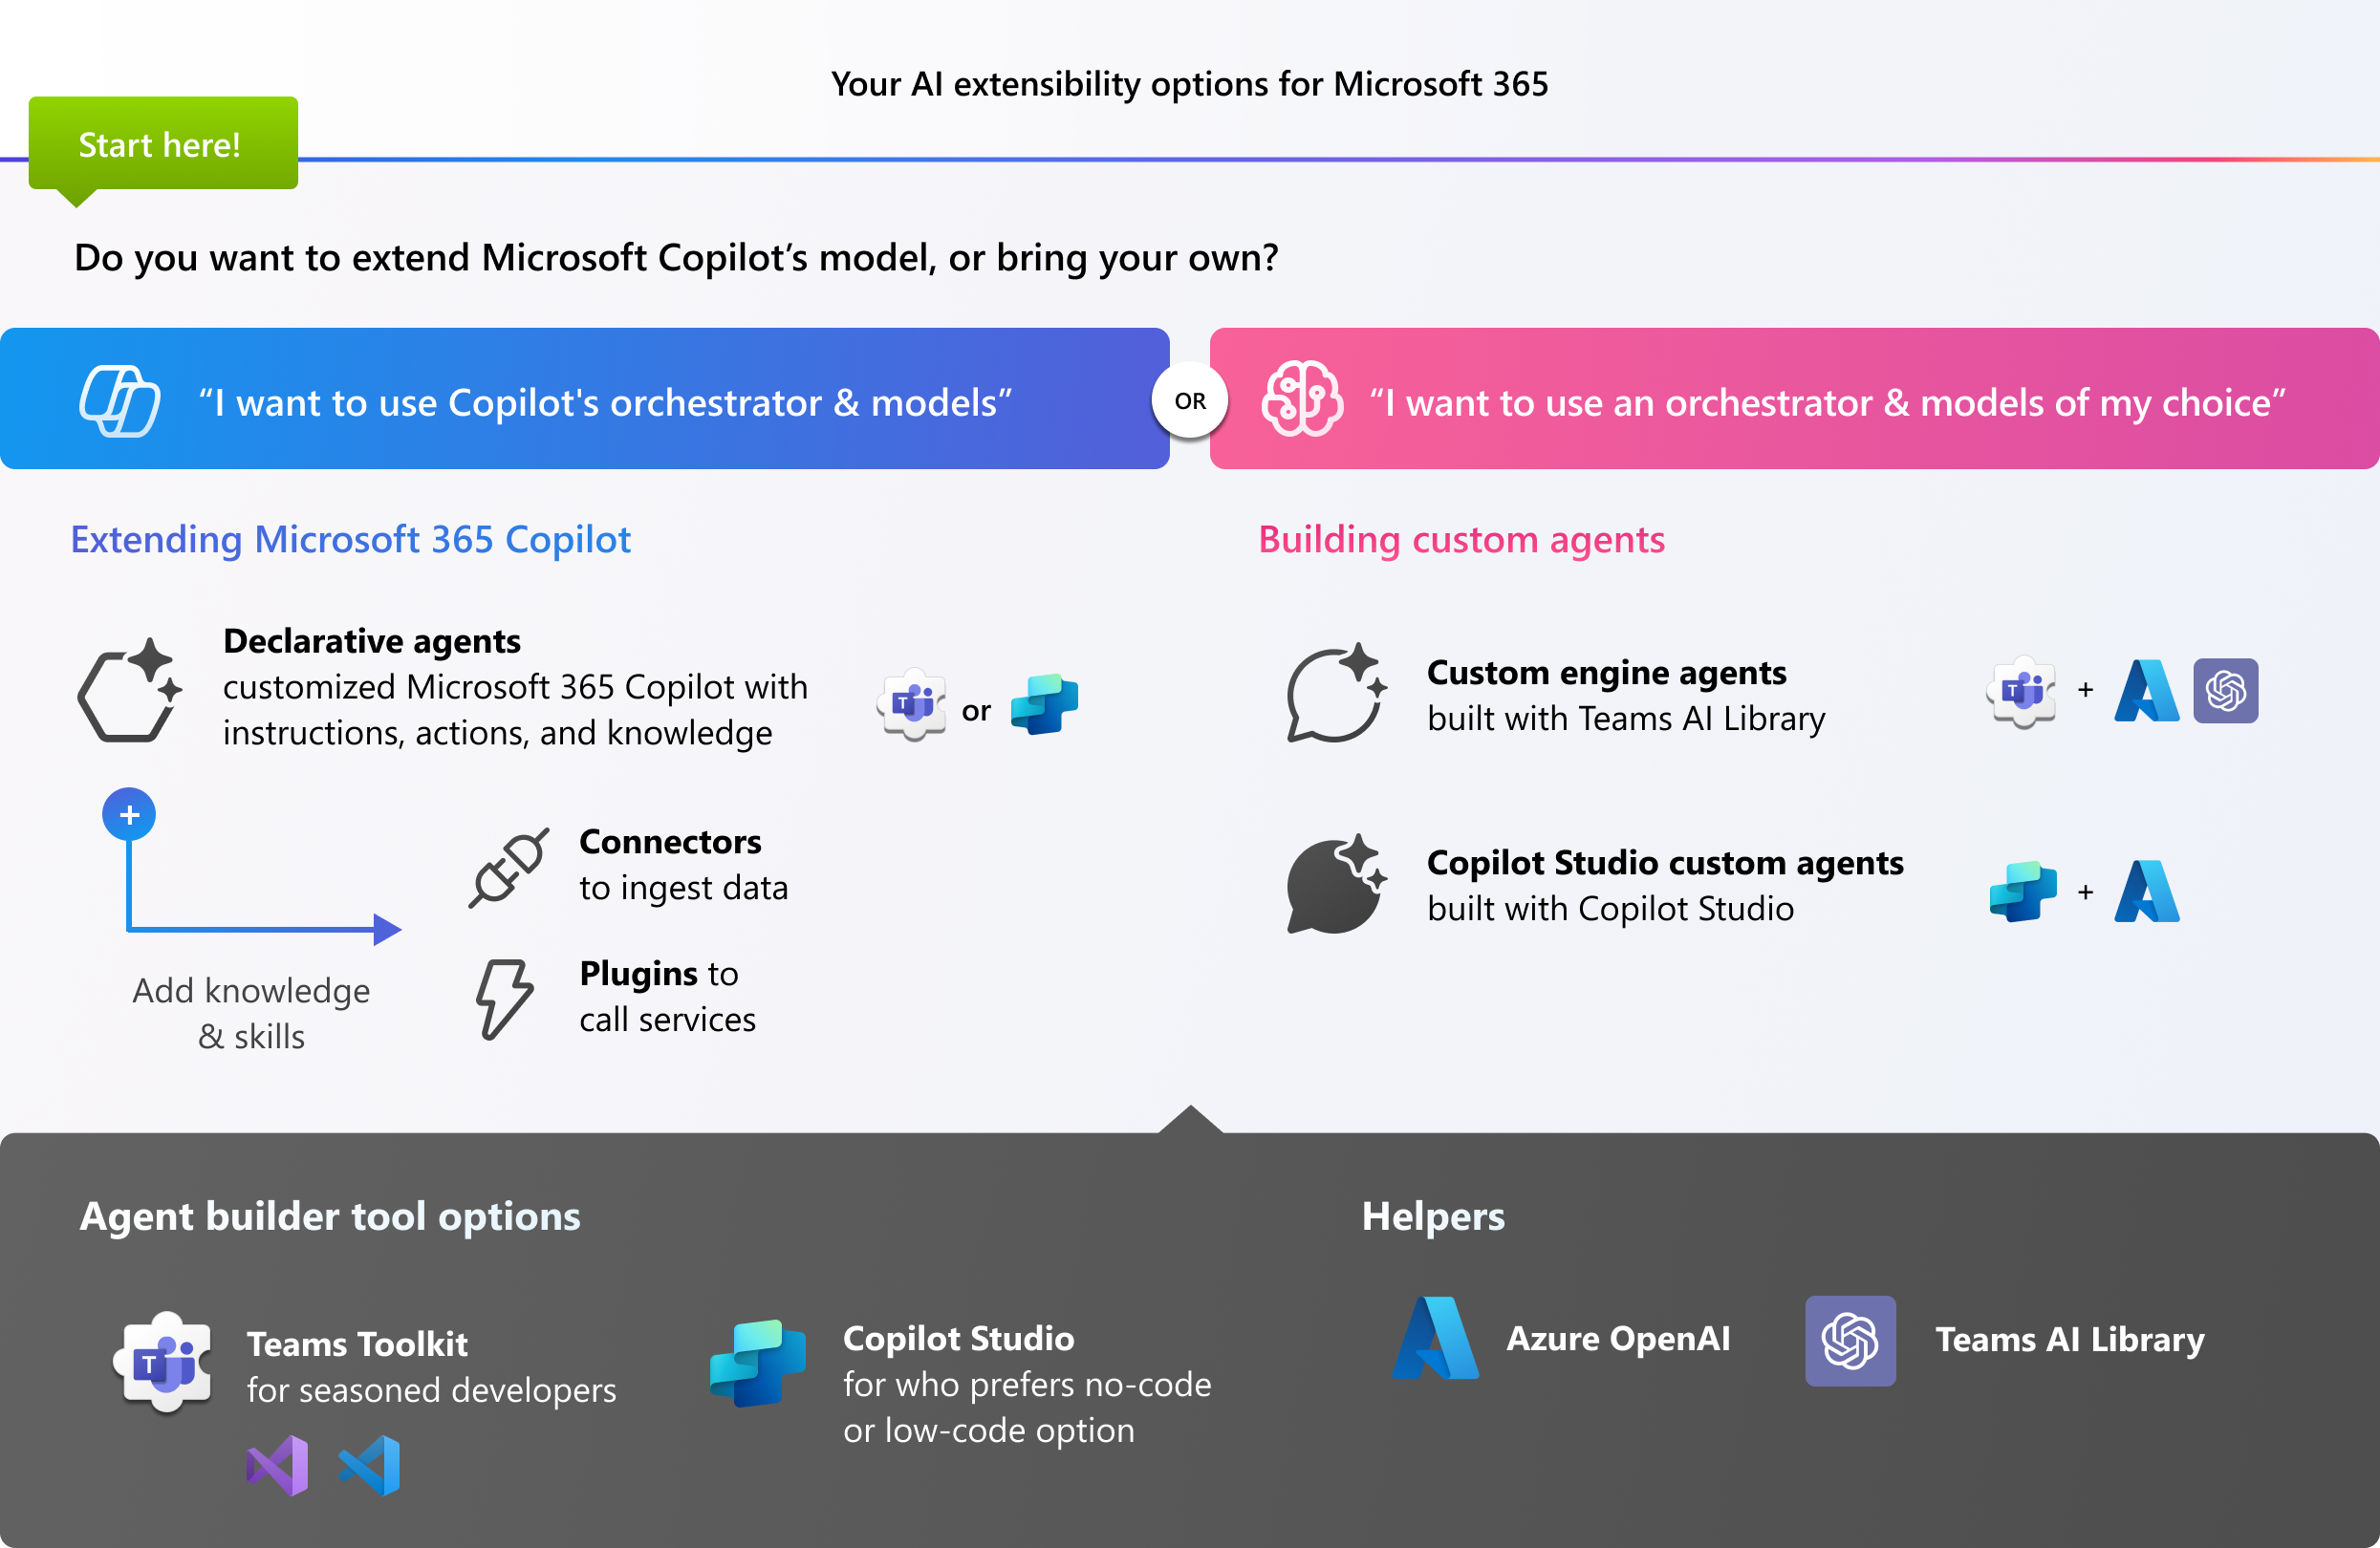 Your AI extensibility options for Microsoft 365
Start here!
Do you want to extend Microsoft Copilot’s model, or bring your own?
“I want to use Copilot's orchestrator & models”
OR
“I want to use an orchestrator & models of my choice”
Extending Microsoft 365 Copilot
Declarative agents
customized Microsoft 365 Copilot with
instructions, actions, and knowledge
T
or
+
Add knowledge
& skills
Connectors
to ingest data
Plugins to
call services
Building custom agents
Custom engine agents
built with Teams AI Library
T
+
Copilot Studio custom agents
built with Copilot Studio
+
Agent builder tool options
T
Teams Toolkit
for seasoned developers
Copilot Studio
for who prefers no-code
or low-code option
Helpers
Azure OpenAI
Teams AI Library